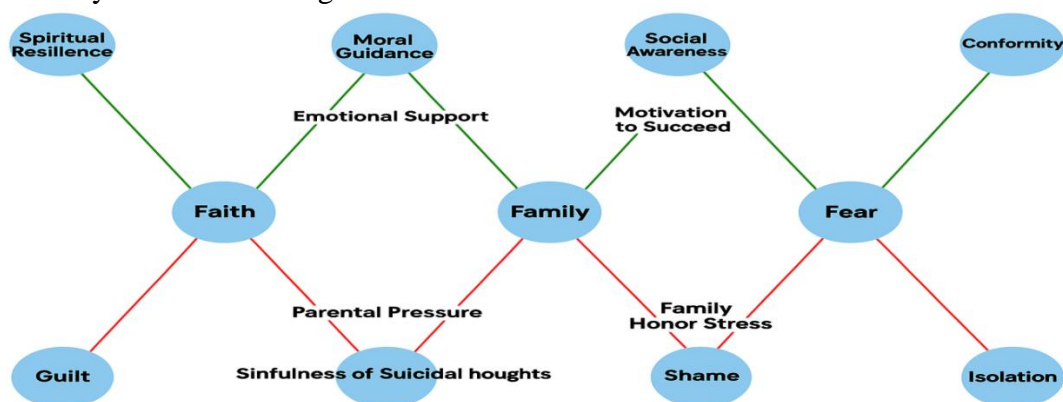 Spiritual
Resillence
Moral
Guidance
Social
Awareness
Conformity
Emotional Support
Motivation
to Succeed
Faith
Family
Fear
Parental Pressure
Family
Honor Stress
Guilt
Sinfulness of Suicidal houghts
Shame
Isolation